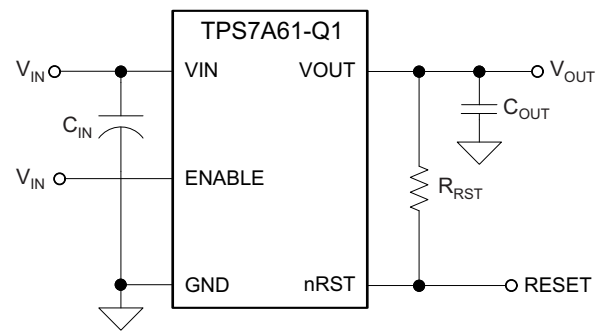 TPS7A61-Q1
V_IN
VIN
VOUT
V_OUT
C_IN
C_OUT
V_IN
ENABLE
R_RST
GND
nRST
RESET